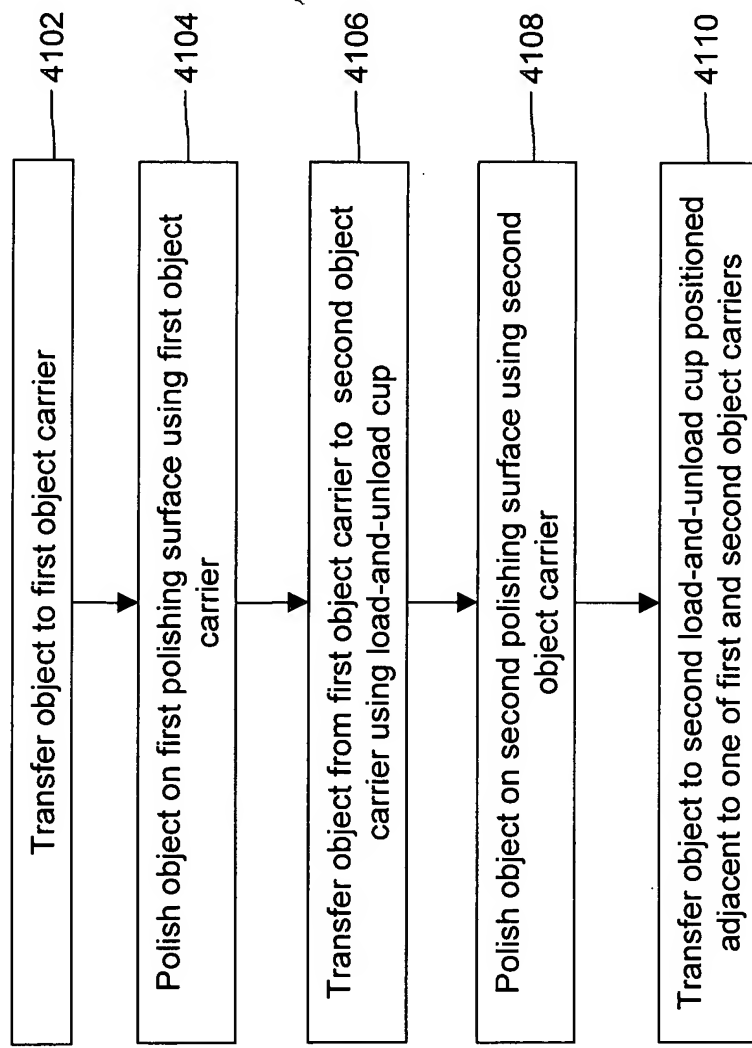 Transfer object to first object carrier
4102
Polish object on first polishing surface using first object
carrier
4104
Transfer object from first object carrier to second object
carrier using load-and-unload cup
4106
Polish object on second polishing surface using second
object carrier
4108
Transfer object to second load-and-unload cup positioned
adjacent to one of first and second object carriers
4110